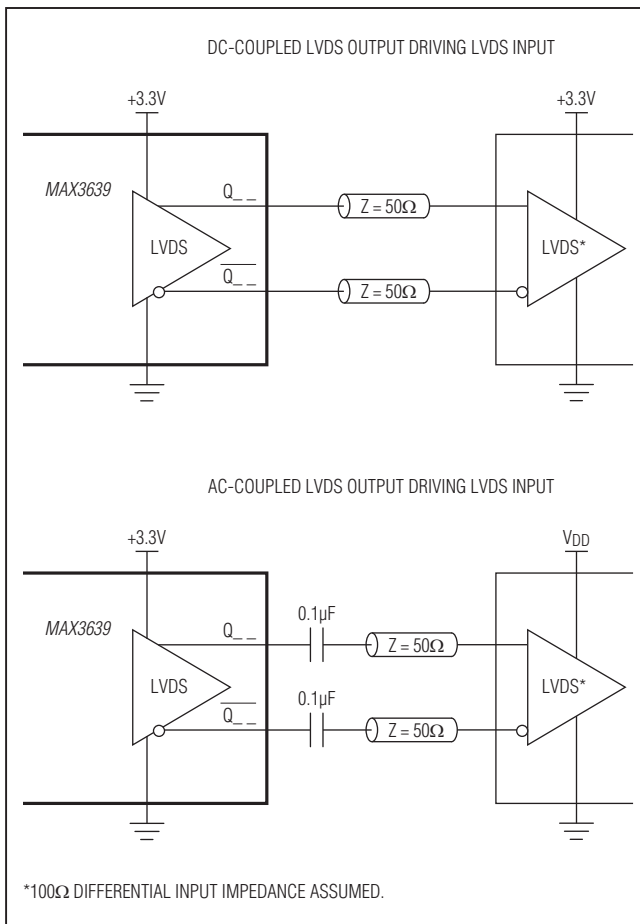 DC-COUPLED LVDS OUTPUT DRIVING LVDS INPUT
+3.3V +3.3V
MAX3639
Q_ _
Z = 50Ω
LVDS LVDS*
Q_ _
Z = 50Ω
AC-COUPLED LVDS OUTPUT DRIVING LVDS INPUT
+3.3V VDD
MAX3639
0.1µF
Q_ _
Z = 50Ω
LVDS LVDS*
0.1µF
Q_ _
Z = 50Ω
*100Ω DIFFERENTIAL INPUT IMPEDANCE ASSUMED.